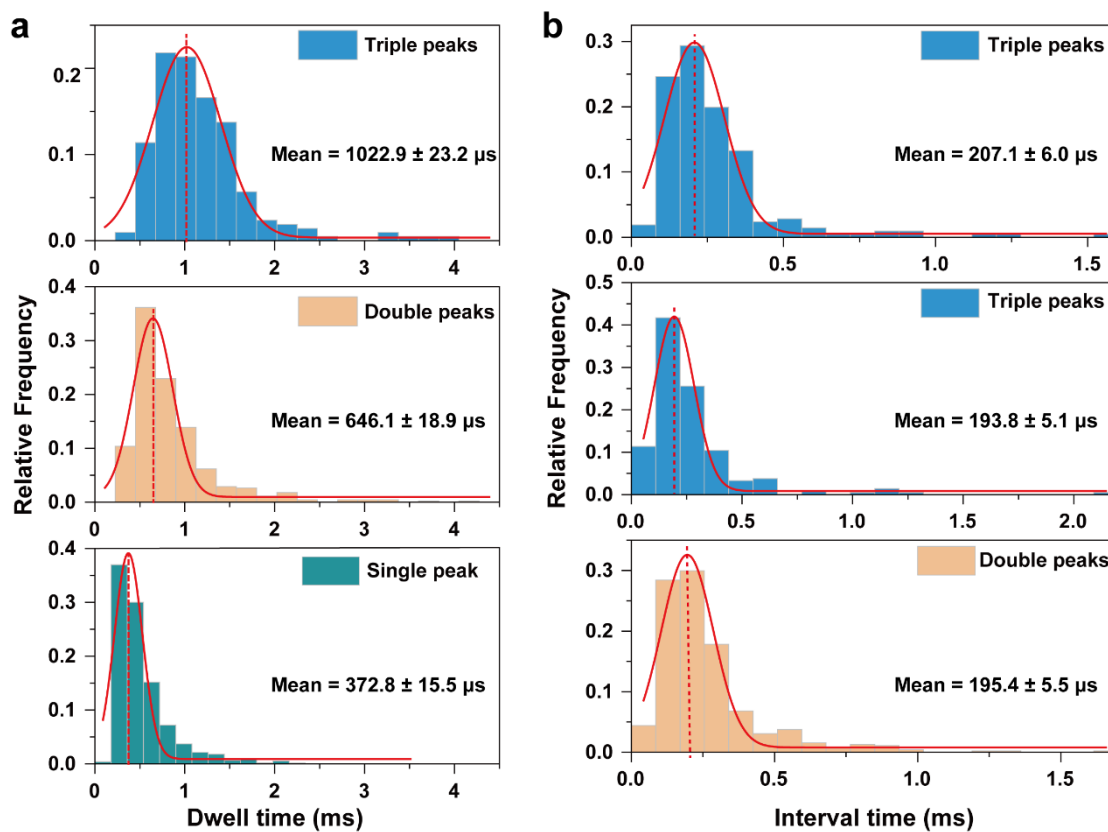 a
Triple peaks
Mean = 1022.9 ± 23.2 µs
0.2
0.1
0.0
0 1 2 3 4
Double peaks
Mean = 646.1 ± 18.9 µs
0.4
0.3
0.2
0.1
0.0
0 1 2 3 4
Single peak
Mean = 372.8 ± 15.5 µs
0.4
0.3
0.2
0.1
0.0
0 1 2 3 4
Relative Frequency
Dwell time (ms)
b
Triple peaks
Mean = 207.1 ± 6.0 µs
0.3
0.2
0.1
0.0
0.0 0.5 1.0 1.5
Triple peaks
Mean = 193.8 ± 5.1 µs
0.5
0.4
0.3
0.2
0.1
0.0
0.0 0.5 1.0 1.5 2.0
Double peaks
Mean = 195.4 ± 5.5 µs
0.3
0.2
0.1
0.0
0.0 0.5 1.0 1.5
Relative Frequency
Interval time (ms)